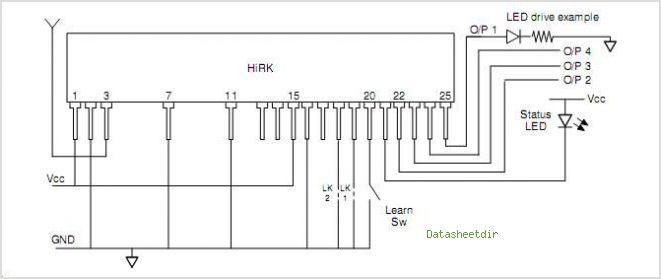 LED drive example
O/P 1
O/P 4
O/P 3
O/P 2
HiRK
1 3 7 11 15 20 22 25
Vcc
Status
LED
Vcc
LK
2
LK
1
Learn
Sw
GND
Datasheetdir